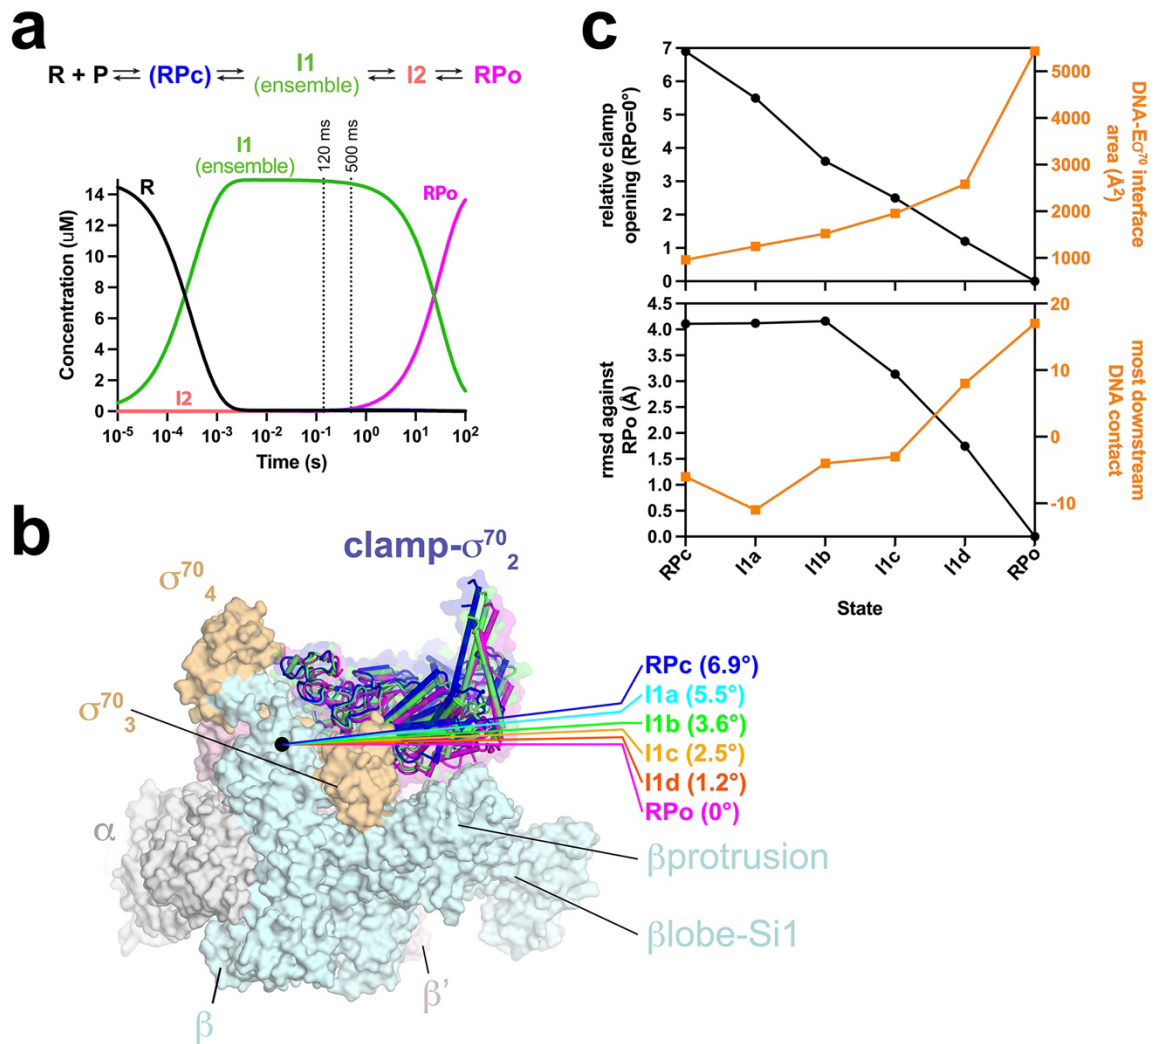 a
R + P ⇌ (RPc) ⇌ I1 (ensemble) ⇌ I2 ⇌ RPo
I1
(ensemble)
120 ms
500 ms
R
RPo
I2
Concentration (uM)
14
12
10
8
6
4
2
0
10⁻⁵ 10⁻⁴ 10⁻³ 10⁻² 10⁻¹ 10⁰ 10¹ 10²
Time (s)
b
clamp-σ⁷⁰₂
σ⁷⁰₄
σ⁷⁰₃
α
β
β’
RPc (6.9°)
I1a (5.5°)
I1b (3.6°)
I1c (2.5°)
I1d (1.2°)
RPo (0°)
βprotrusion
βlobe-Si1
c
relative clamp
opening (RPo=0°)
7
6
5
4
3
2
1
0
5000
4000
3000
2000
1000
DNA-Eσ⁷⁰ interface
area (Å²)
rmsd against
RPo (Å)
4.5
4.0
3.5
3.0
2.5
2.0
1.5
1.0
0.5
0.0
20
10
0
-10
most downstream
DNA contact
RPc I1a I1b I1c I1d RPo
State